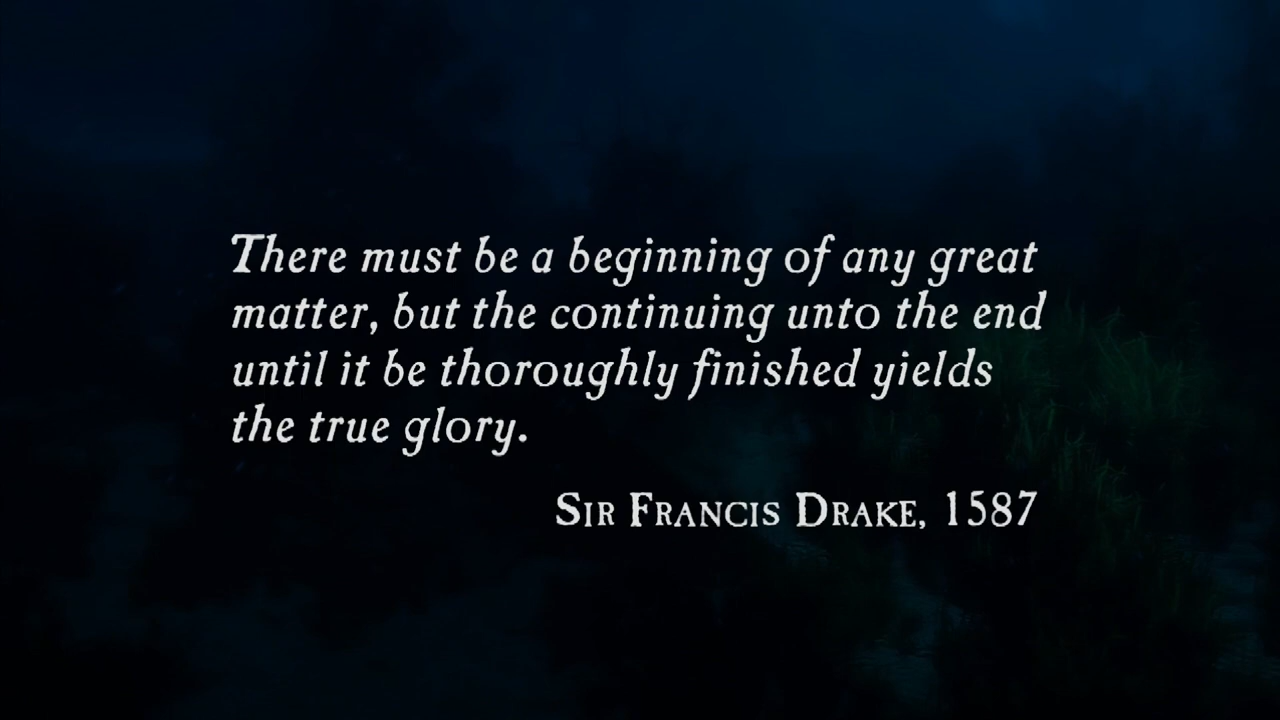 There must be a beginning of any great
matter, but the continuing unto the end
until it be thoroughly finished yields
the true glory.
Sir Francis Drake, 1587